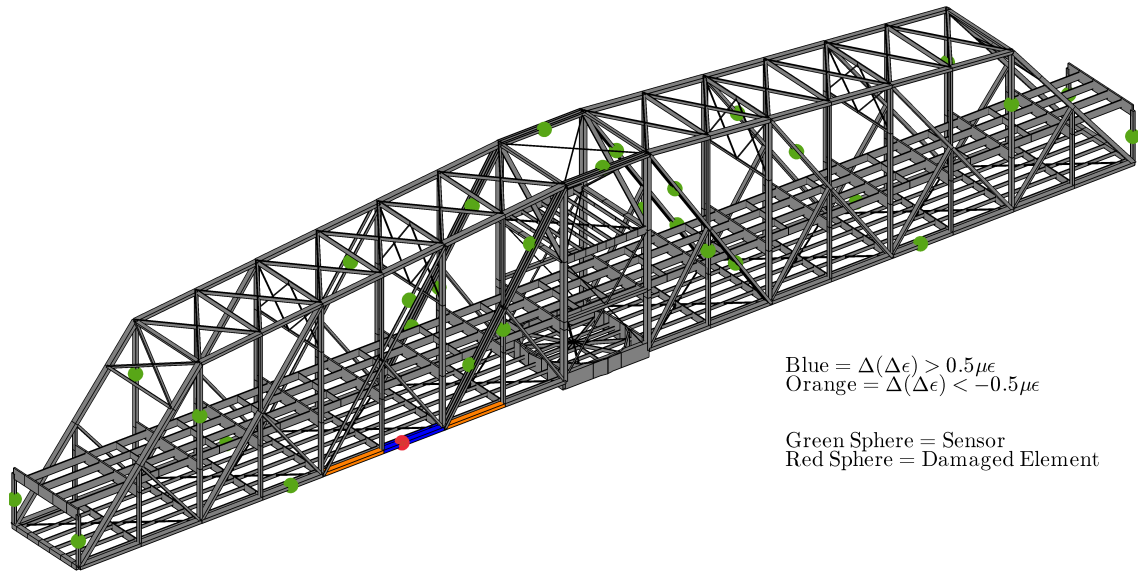 Blue = Δ(Δϵ) > 0.5μϵ
Orange = Δ(Δϵ) < −0.5μϵ
Green Sphere = Sensor
Red Sphere = Damaged Element